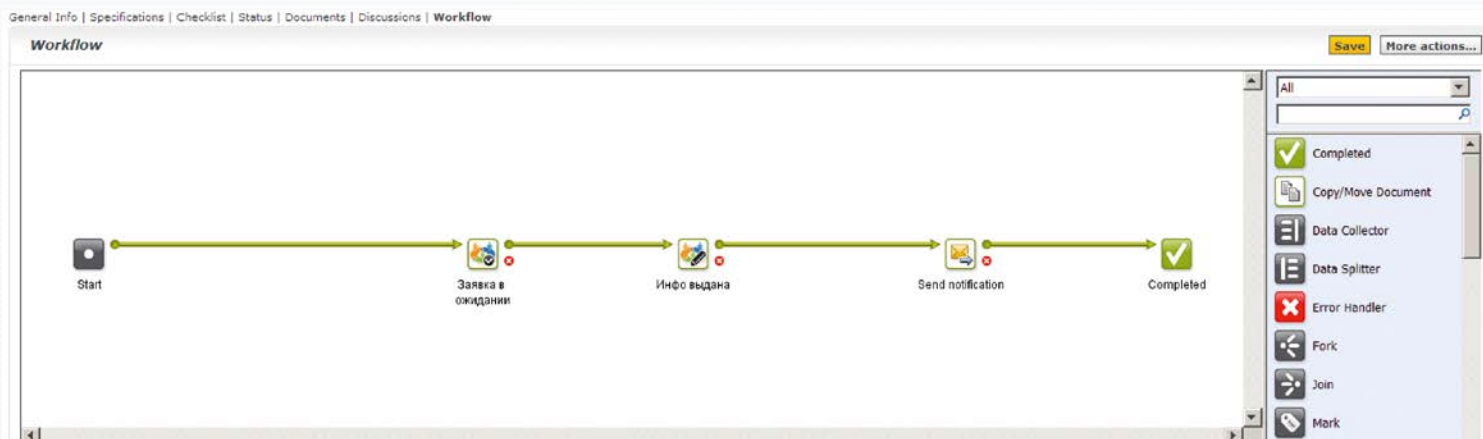 General Info | Specifications | Checklist | Status | Documents | Discussions | Workflow
Workflow
Save
More actions...
All
Completed
Copy/Move Document
Data Collector
Data Splitter
Error Handler
Fork
Join
Mark
Start
Заявка в
ожидании
Инфо выдана
Send notification
Completed